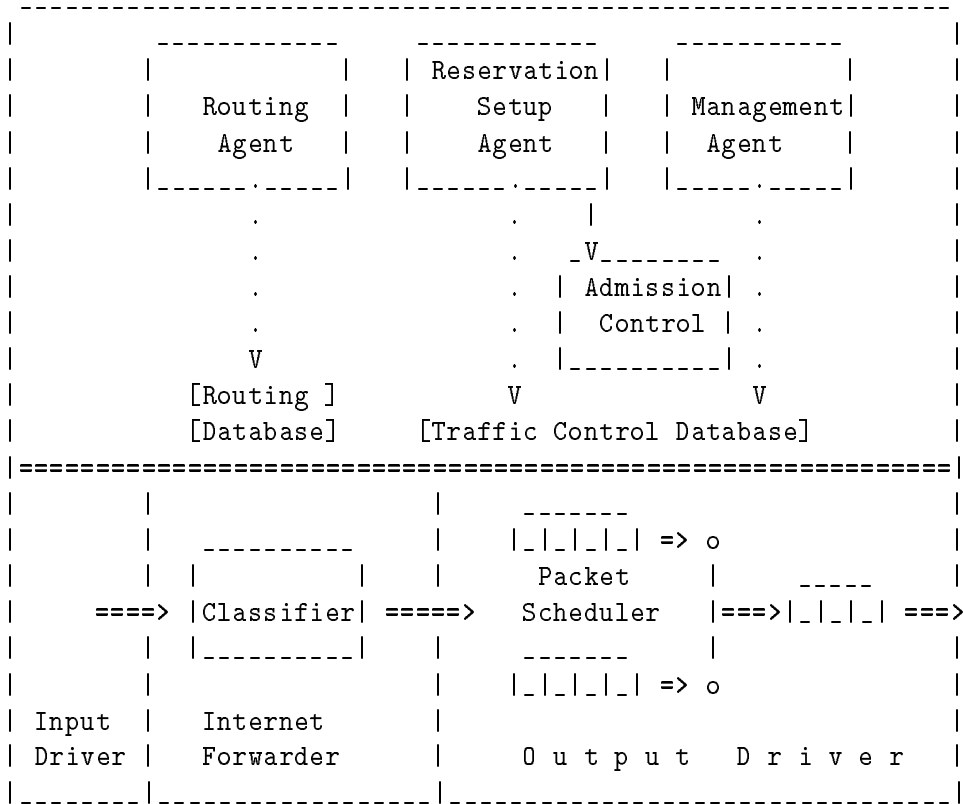 Routing Agent
Reservation Setup Agent
Management Agent
Admission Control
[Routing ]
[Database]
[Traffic Control Database]
Classifier
Packet Scheduler
Input Driver
Internet Forwarder
O u t p u t   D r i v e r